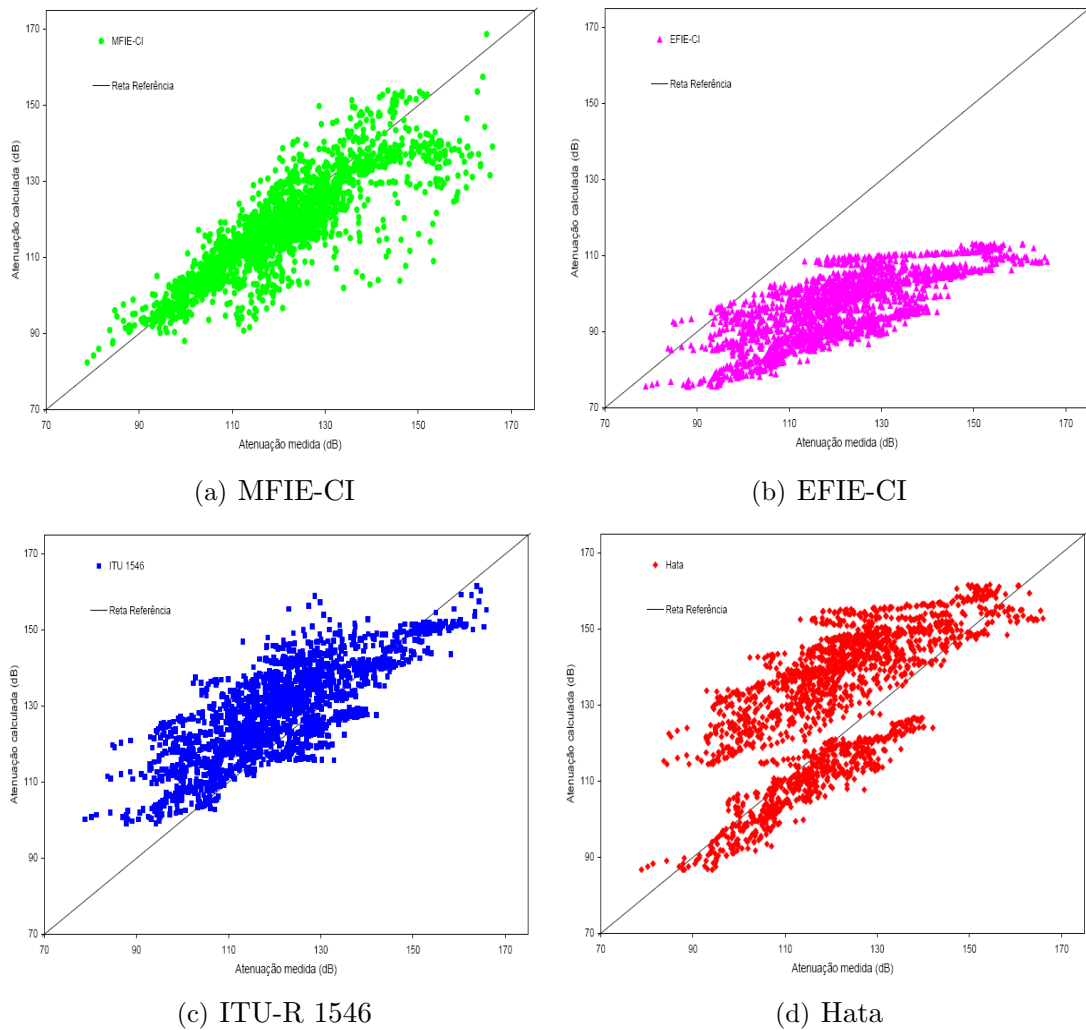 170
MFIE-CI
Reta Referência
150
130
110
90
70
Atenuação calculada (dB)
70 90 110 130 150 170
Atenuação medida (dB)
(a) MFIE-CI
170
EFIE-CI
Reta Referência
150
130
110
90
70
Atenuação calculada (dB)
70 90 110 130 150 170
Atenuação medida (dB)
(b) EFIE-CI
170
ITU 1546
Reta Referência
150
130
110
90
70
Atenuação calculada (dB)
70 90 110 130 150 170
Atenuação medida (dB)
(c) ITU-R 1546
170
Hata
Reta Referência
150
130
110
90
70
Atenuação calculada (dB)
70 90 110 130 150 170
Atenuação medida (dB)
(d) Hata